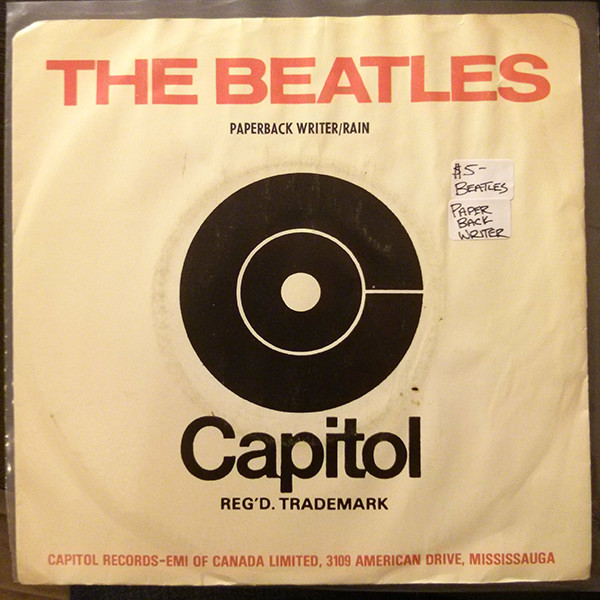 THE BEATLES
PAPERBACK WRITER/RAIN
$5-
BEATLES
PAPER
BACK
WRITER
Capitol
REG'D. TRADEMARK
CAPITOL RECORDS-EMI OF CANADA LIMITED, 3109 AMERICAN DRIVE, MISSISSAUGA